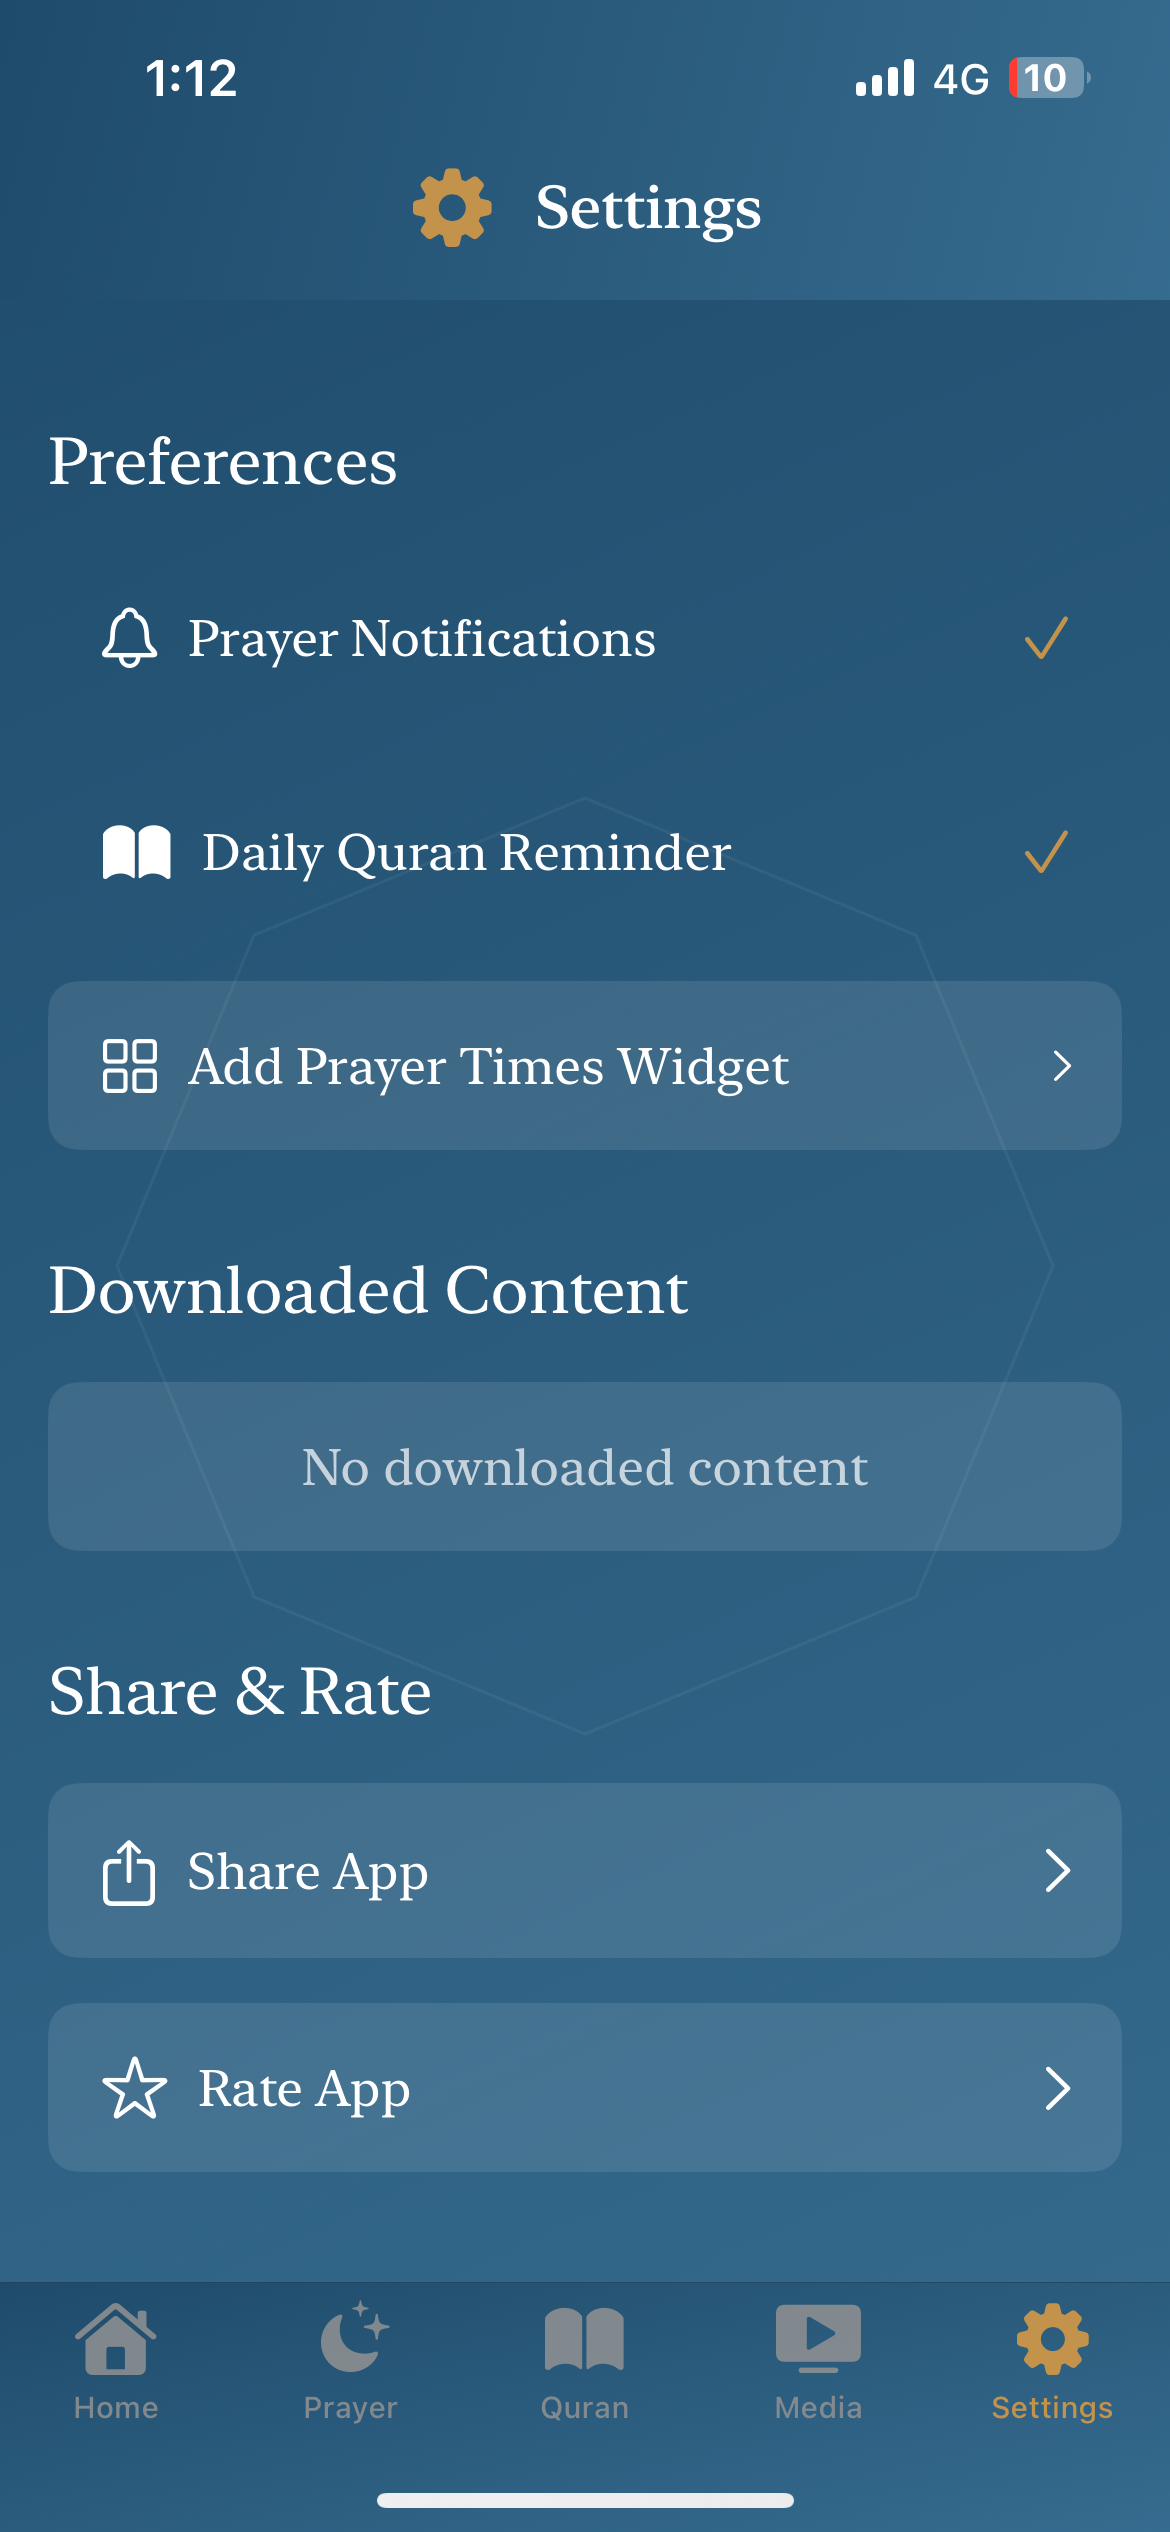 1:12
4G 10
Settings
Preferences
Prayer Notifications
Daily Quran Reminder
Add Prayer Times Widget
Downloaded Content
No downloaded content
Share & Rate
Share App
Rate App
Home Prayer Quran Media Settings